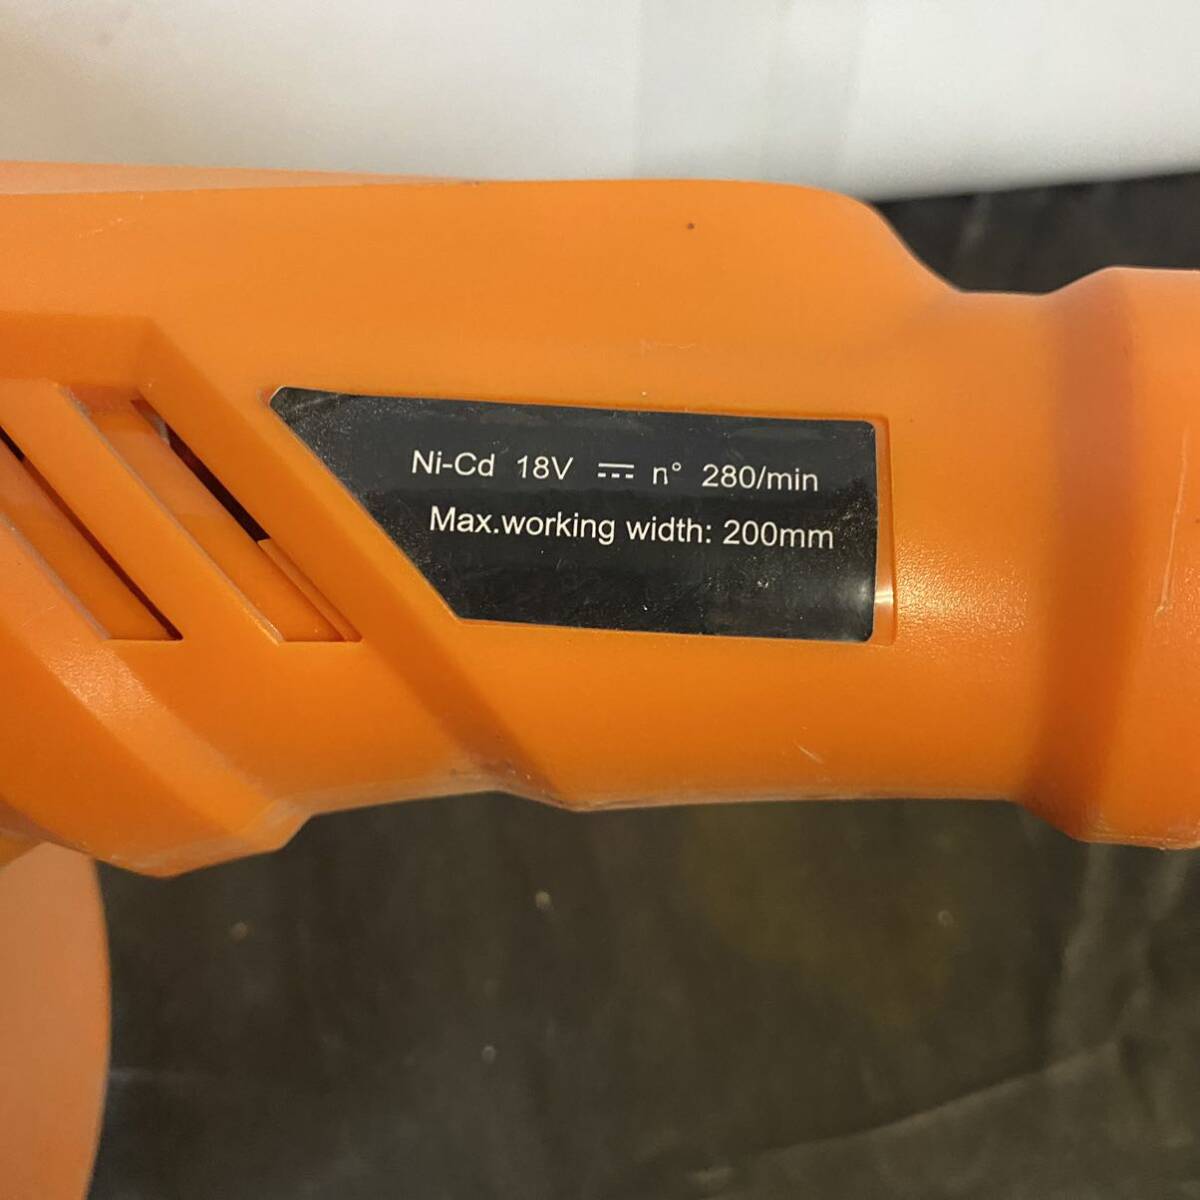 Ni-Cd 18V ⎓ n° 280/min
Max.working width: 200mm